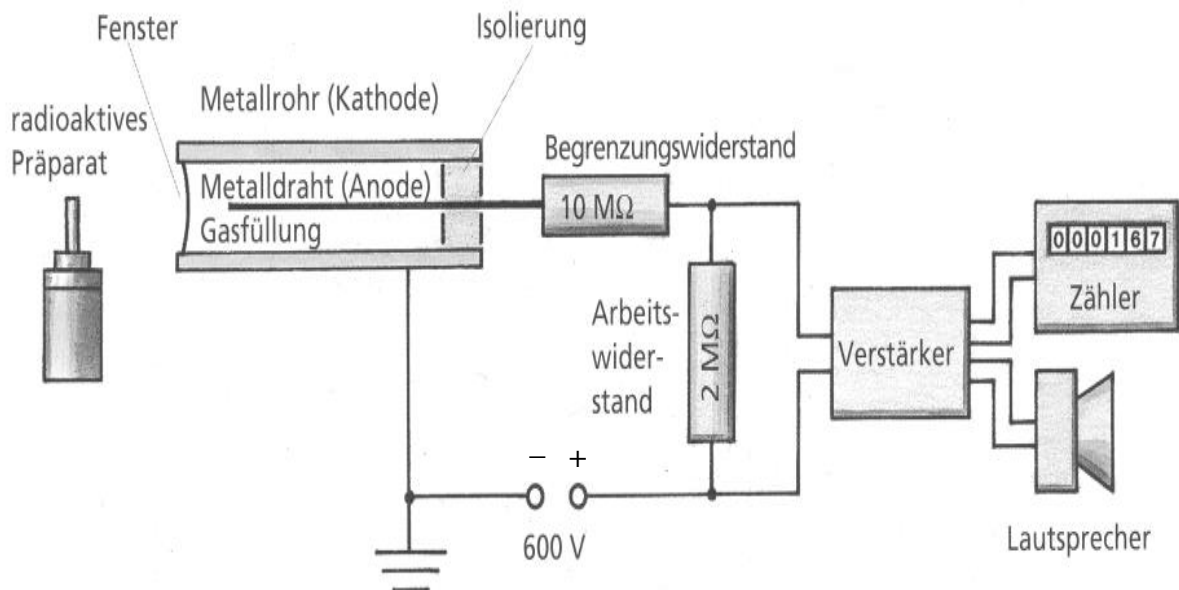 Fenster
Isolierung
Metallrohr (Kathode)
radioaktives
Präparat
Begrenzungswiderstand
Metalldraht (Anode)
Gasfüllung
10 MΩ
000167
Zähler
Arbeits-
wider-
stand
2 MΩ
Verstärker
− +
600 V
Lautsprecher